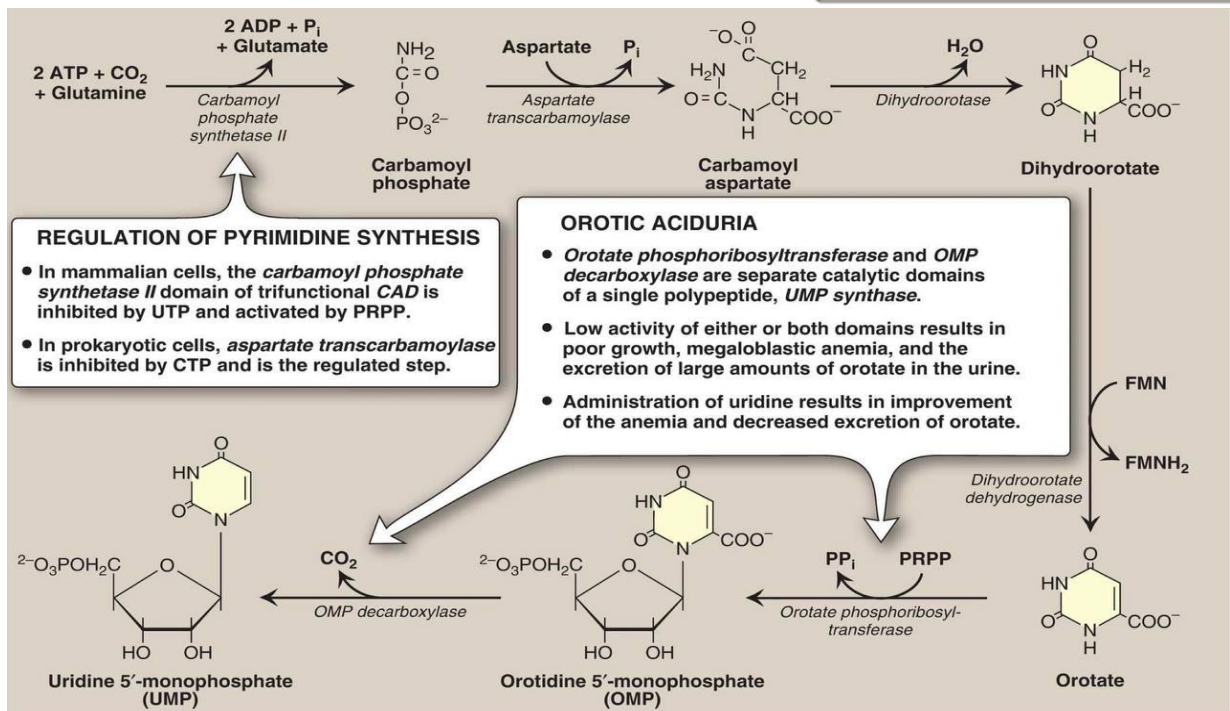 2 ADP + Pi
+ Glutamate
2 ATP + CO2
+ Glutamine
Carbamoyl
phosphate
synthetase II
NH2
C=O
O
PO3 2–
Carbamoyl
phosphate
Aspartate
Pi
Aspartate
transcarbamoylase
–O
O
C
H2N
CH2
O=C
CH
N
H
COO–
Carbamoyl
aspartate
H2O
Dihydroorotase
O
HN
H2
H
O
N
H
COO–
Dihydroorotate
REGULATION OF PYRIMIDINE SYNTHESIS
• In mammalian cells, the carbamoyl phosphate
synthetase II domain of trifunctional CAD is
inhibited by UTP and activated by PRPP.
• In prokaryotic cells, aspartate transcarbamoylase
is inhibited by CTP and is the regulated step.
OROTIC ACIDURIA
• Orotate phosphoribosyltransferase and OMP
decarboxylase are separate catalytic domains
of a single polypeptide, UMP synthase.
• Low activity of either or both domains results in
poor growth, megaloblastic anemia, and the
excretion of large amounts of orotate in the urine.
• Administration of uridine results in improvement
of the anemia and decreased excretion of orotate.
FMN
FMNH2
Dihydroorotate
dehydrogenase
O
HN
O
N
H
COO–
Orotate
PPi
PRPP
Orotate phosphoribosyl-
transferase
O
HN
O
N
COO–
2–O3POH2C
O
HO
OH
Orotidine 5′-monophosphate
(OMP)
CO2
OMP decarboxylase
O
HN
O
N
2–O3POH2C
O
HO
OH
Uridine 5′-monophosphate
(UMP)